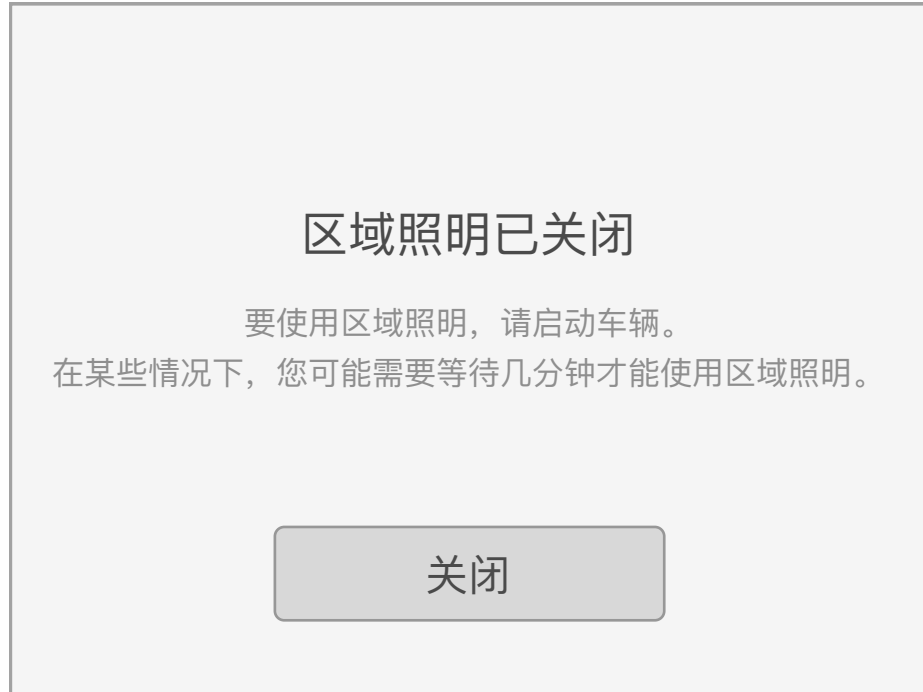 区域照明已关闭
要使用区域照明，请启动车辆。
在某些情况下，您可能需要等待几分钟才能使用区域照明。
关闭